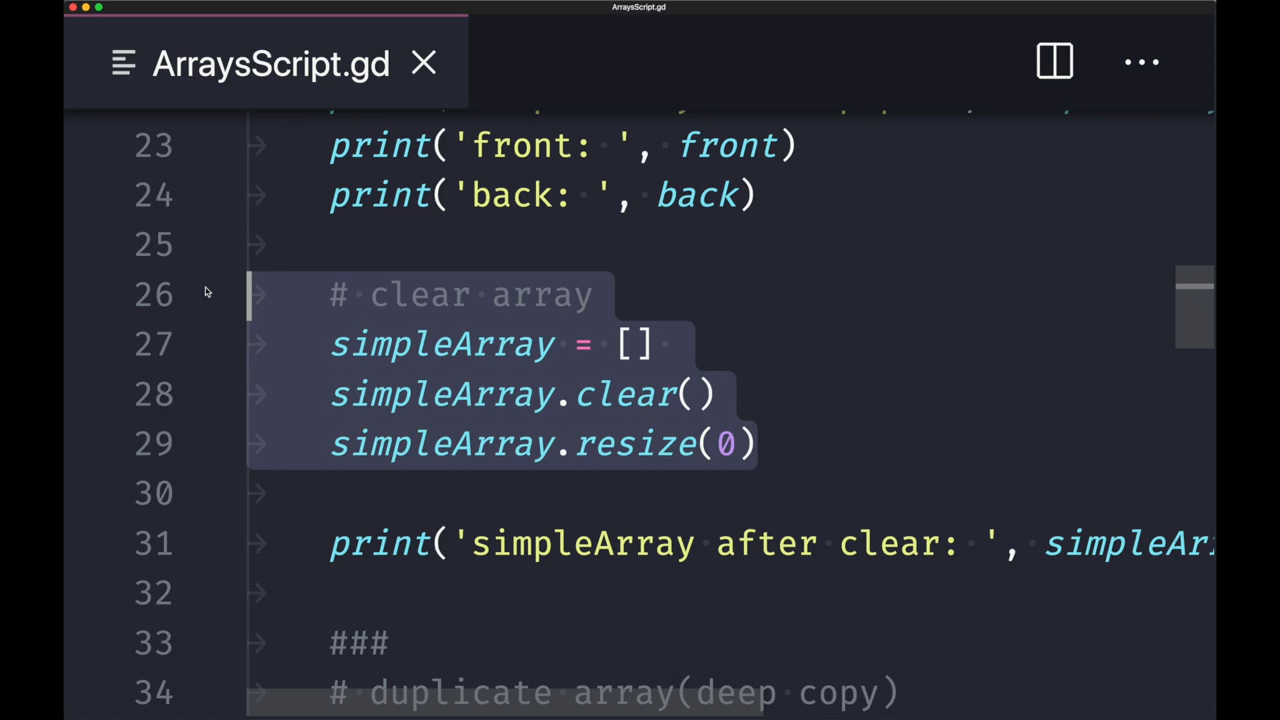 ArraysScript.gd
ArraysScript.gd
23 print('front: ', front)
24 print('back: ', back)
25
26 # clear array
27 simpleArray = []
28 simpleArray.clear()
29 simpleArray.resize(0)
30
31 print('simpleArray after clear: ',
32
33 ###
34 # duplicate array(deep copy)